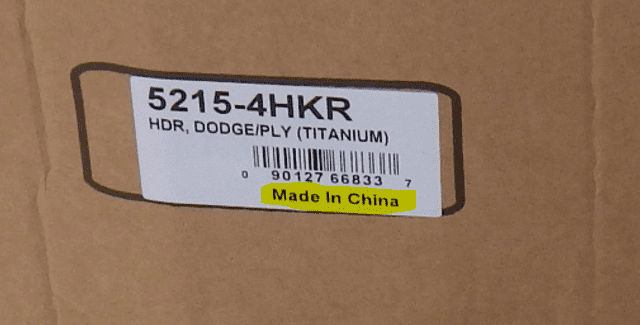 5215-4HKR
HDR, DODGE/PLY (TITANIUM)
0 90127 66833 7
Made In China